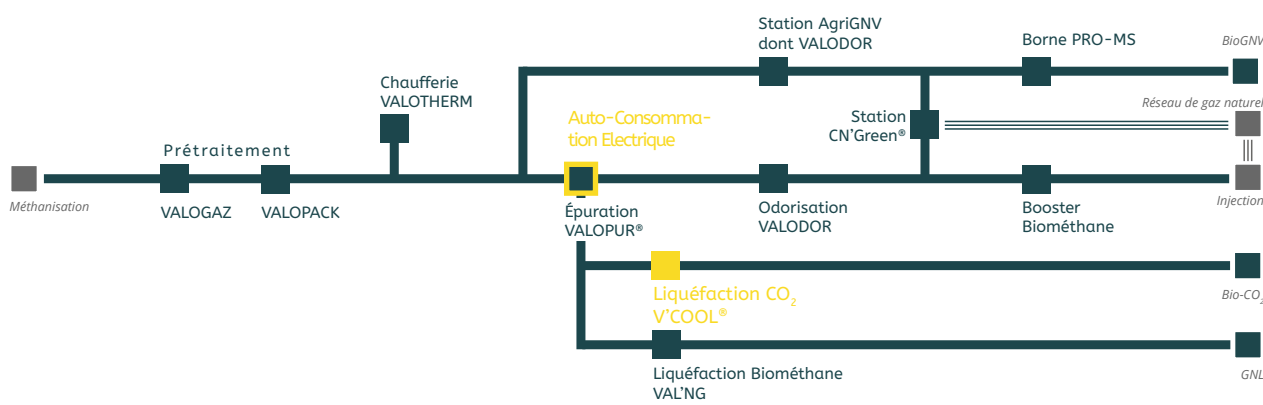 Station AgriGNV
dont VALODOR
Borne PRO-MS
BioGNV
Chaufferie
VALOTHERM
Réseau de gaz naturel
Auto-Consomma-
tion Electrique
Station
CN'Green®
Prétraitement
Méthanisation
VALOGAZ
VALOPACK
Épuration
VALOPUR®
Odorisation
VALODOR
Booster
Biométhane
Injection
Liquéfaction CO₂
V'COOL®
Bio-CO₂
Liquéfaction Biométhane
VAL'NG
GNL